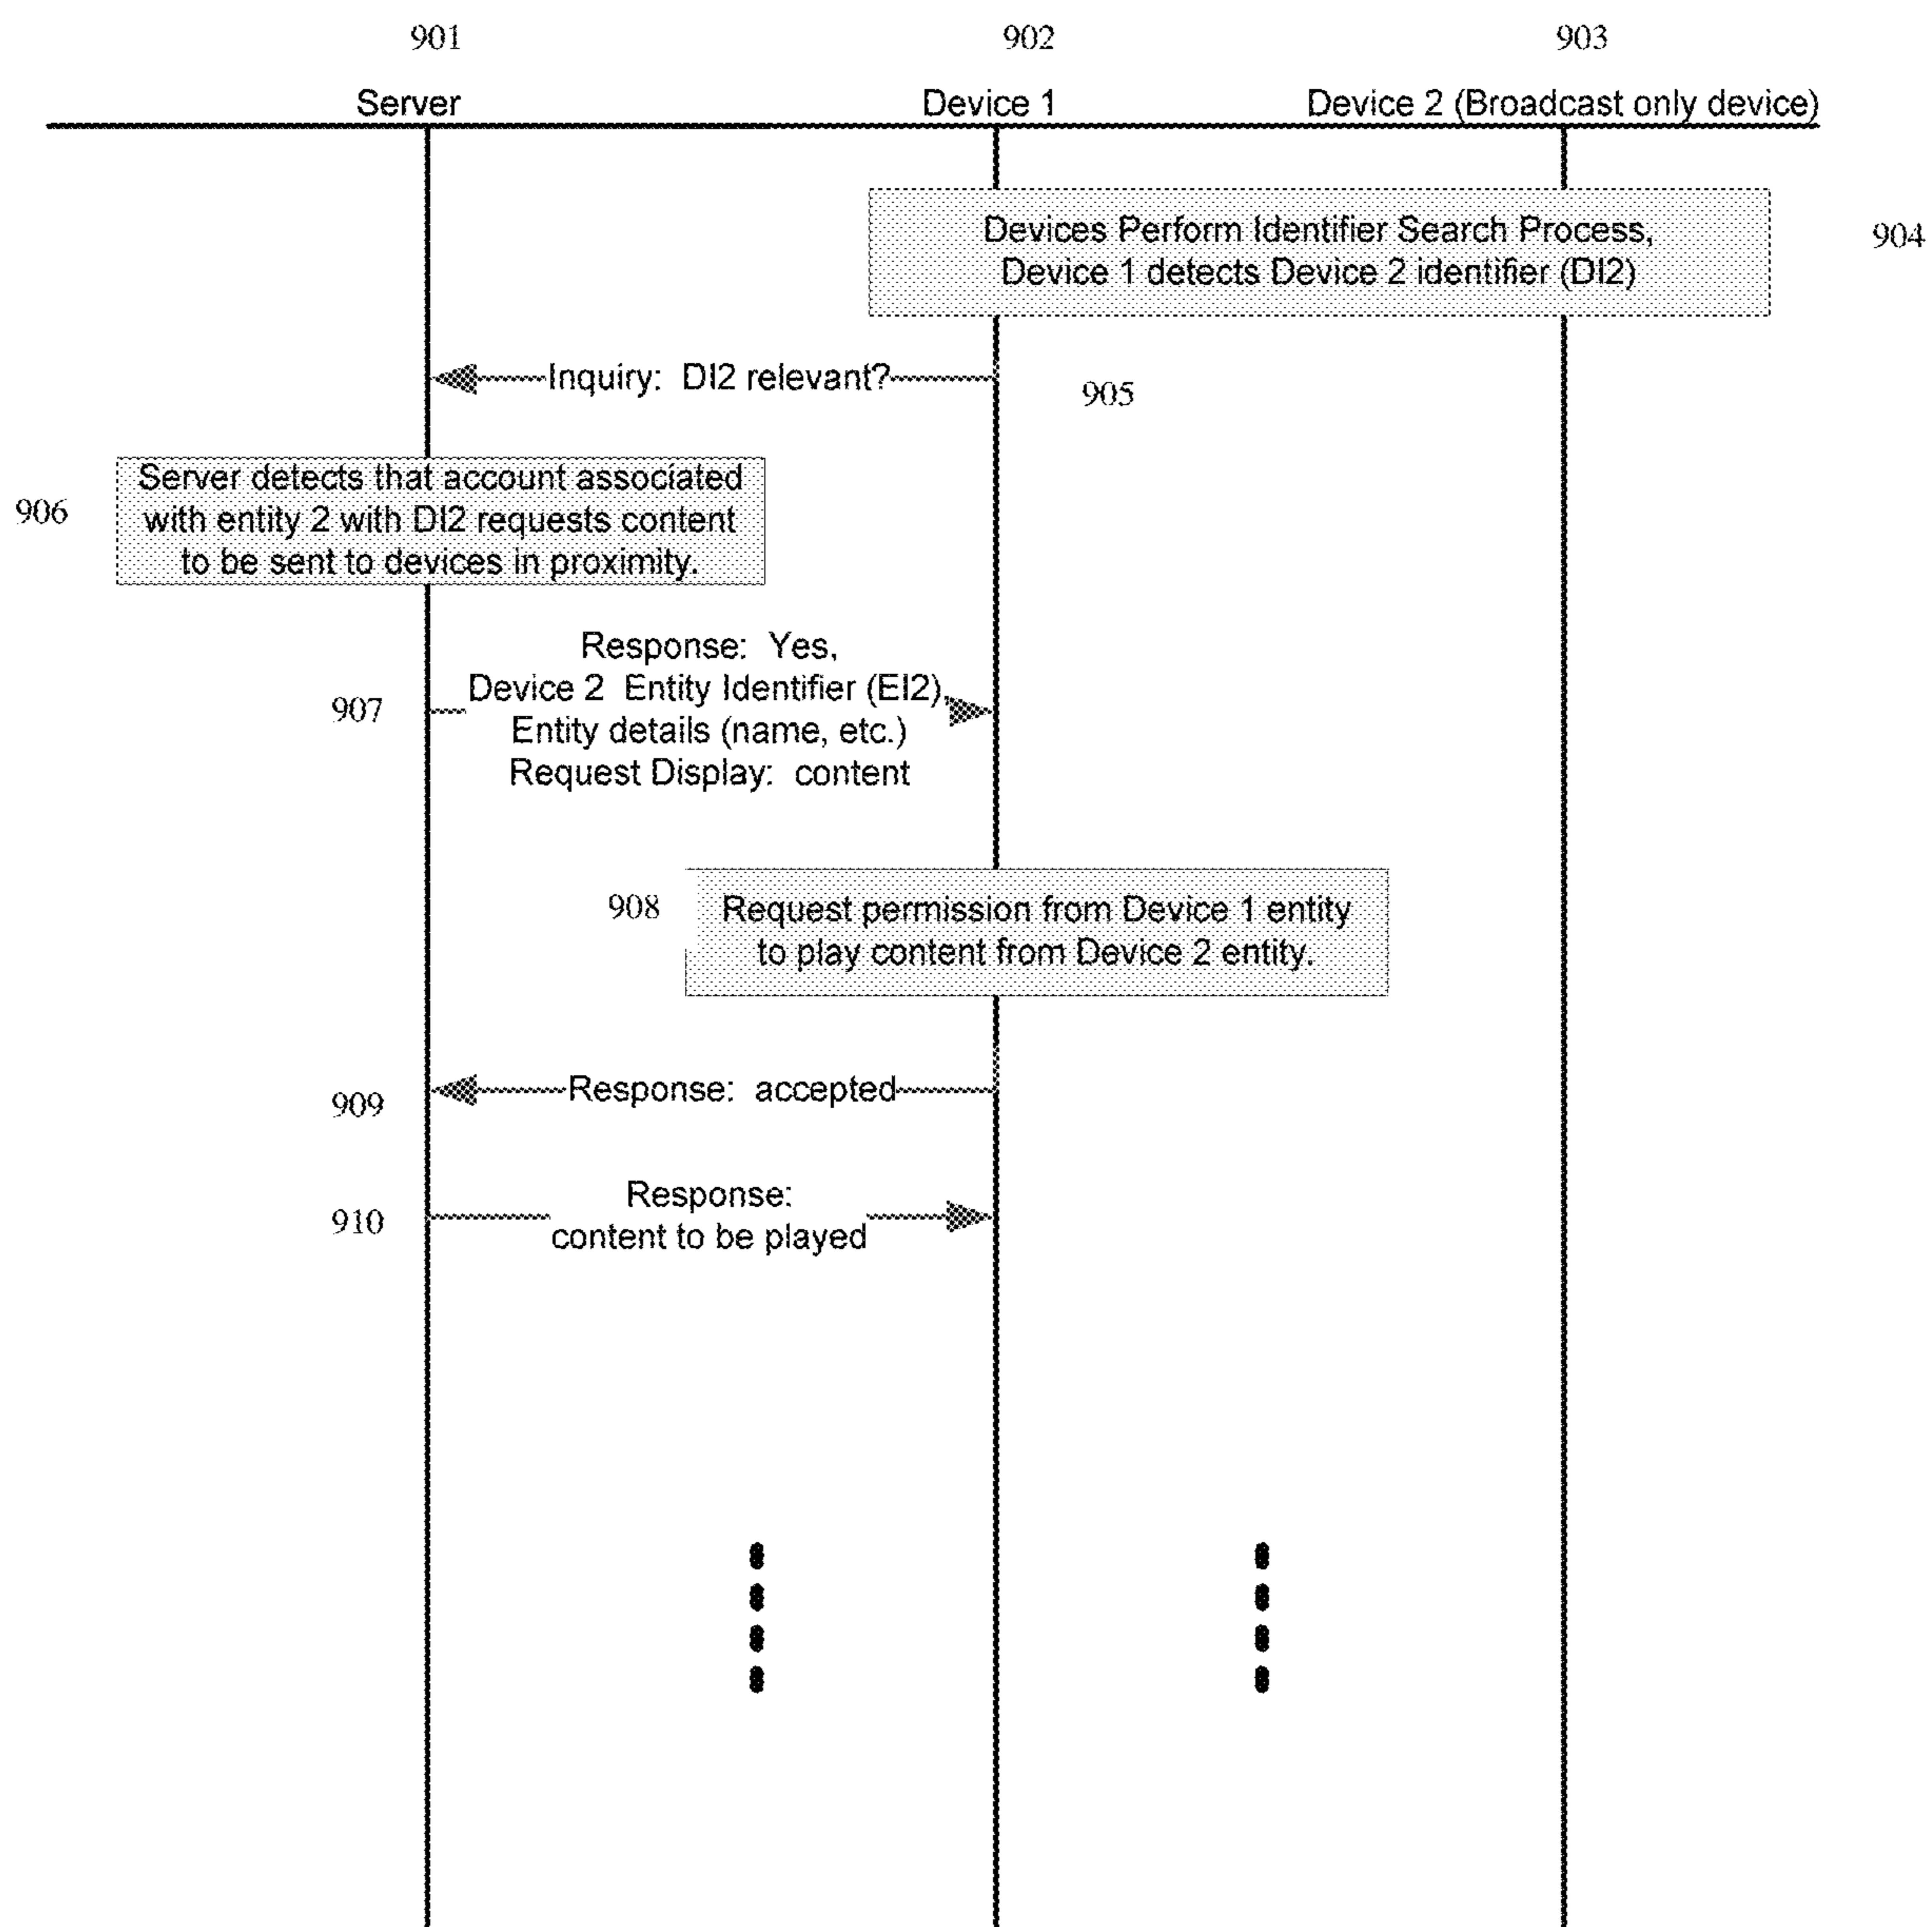 901
902
903
Server
Device 1
Device 2 (Broadcast only device)
Devices Perform Identifier Search Process,
Device 1 detects Device 2 identifier (DI2)
904
Inquiry: DI2 relevant?
905
906
Server detects that account associated
with entity 2 with DI2 requests content
to be sent to devices in proximity.
Response: Yes,
Device 2 Entity Identifier (EI2),
Entity details (name, etc.)
Request Display: content
907
908
Request permission from Device 1 entity
to play content from Device 2 entity.
909
Response: accepted
910
Response:
content to be played